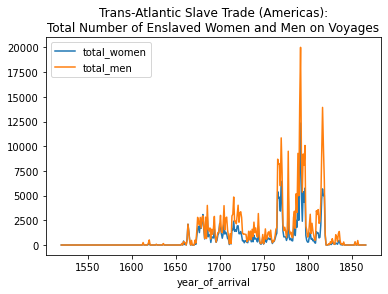 Trans-Atlantic Slave Trade (Americas):
Total Number of Enslaved Women and Men on Voyages
total_women
total_men
20000
17500
15000
12500
10000
7500
5000
2500
0
1550 1600 1650 1700 1750 1800 1850
year_of_arrival